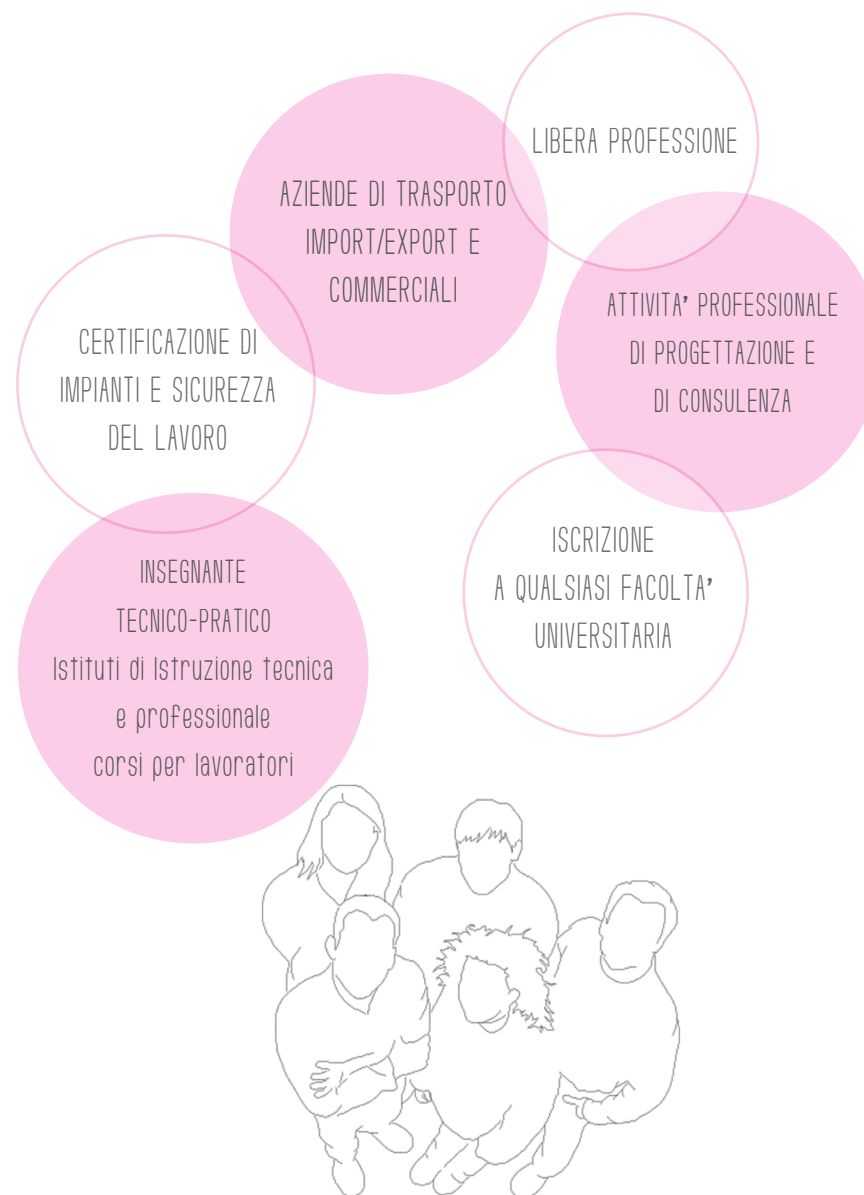 LIBERA PROFESSIONE
AZIENDE DI TRASPORTO
IMPORT/EXPORT E
COMMERCIALI
ATTIVITA' PROFESSIONALE
DI PROGETTAZIONE E
DI CONSULENZA
CERTIFICAZIONE DI
IMPIANTI E SICUREZZA
DEL LAVORO
ISCRIZIONE
A QUALSIASI FACOLTA'
UNIVERSITARIA
INSEGNANTE
TECNICO-PRATICO
Istituti di Istruzione tecnica
e professionale
corsi per lavoratori